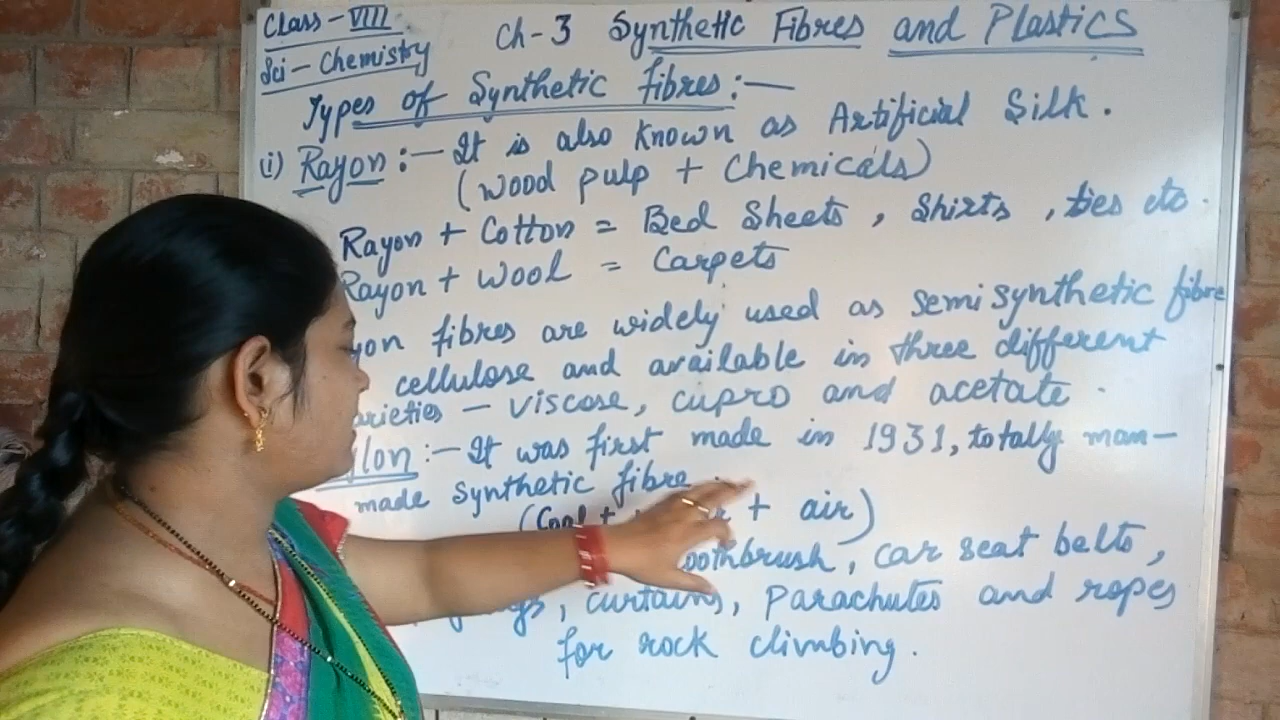 Class - VIII
Sci - Chemistry
Ch-3 Synthetic Fibres and Plastics
Types of Synthetic fibres :—
(i) Rayon :— It is also known as Artificial Silk.
(Wood pulp + Chemicals)
Rayon + Cotton = Bed Sheets, Shirts, ties etc.
Rayon + Wool = Carpets
fibres are widely used as semi synthetic fibre
cellulose and available in three different
— viscose, cupro and acetate.
:— It was first made in 1931, totally man-
made synthetic fibre.
(Coal + + air)
car seat belts,
, curtains, Parachutes and ropes
for rock climbing.